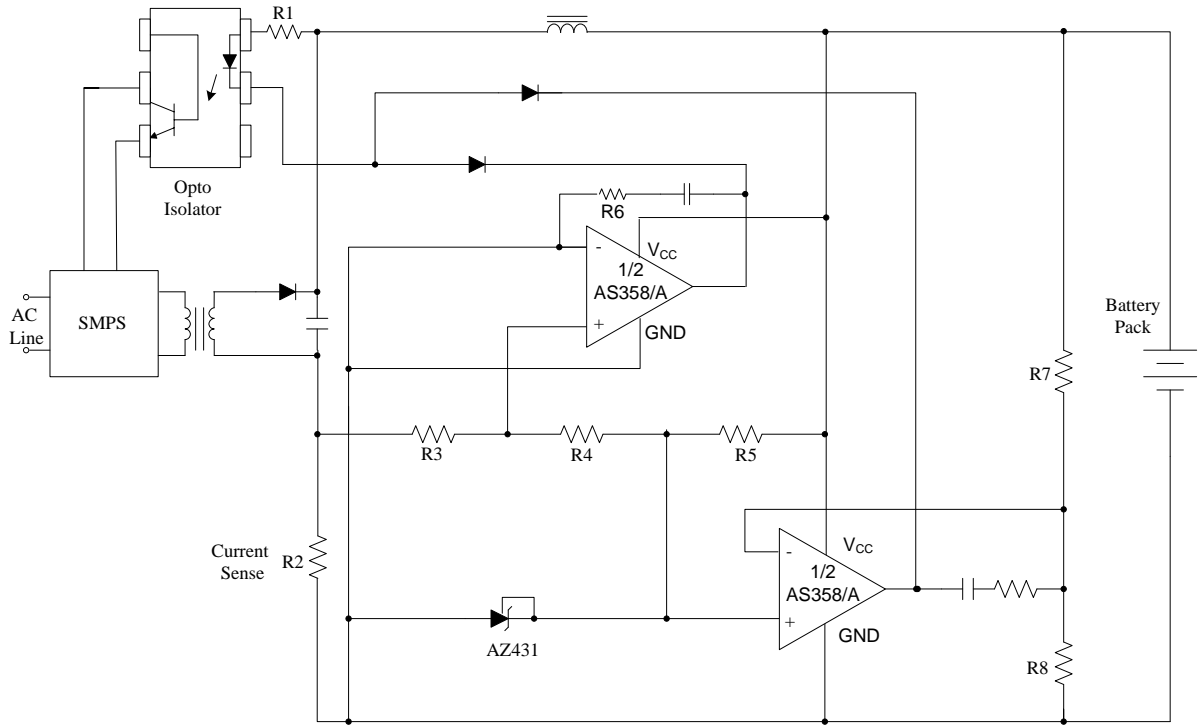 R1
Opto
Isolator
R6
-
VCC
1/2
AS358/A
+
GND
AC
Line
SMPS
Battery
Pack
R7
R3
R4
R5
Current
Sense
R2
-
VCC
1/2
AS358/A
+
GND
AZ431
R8